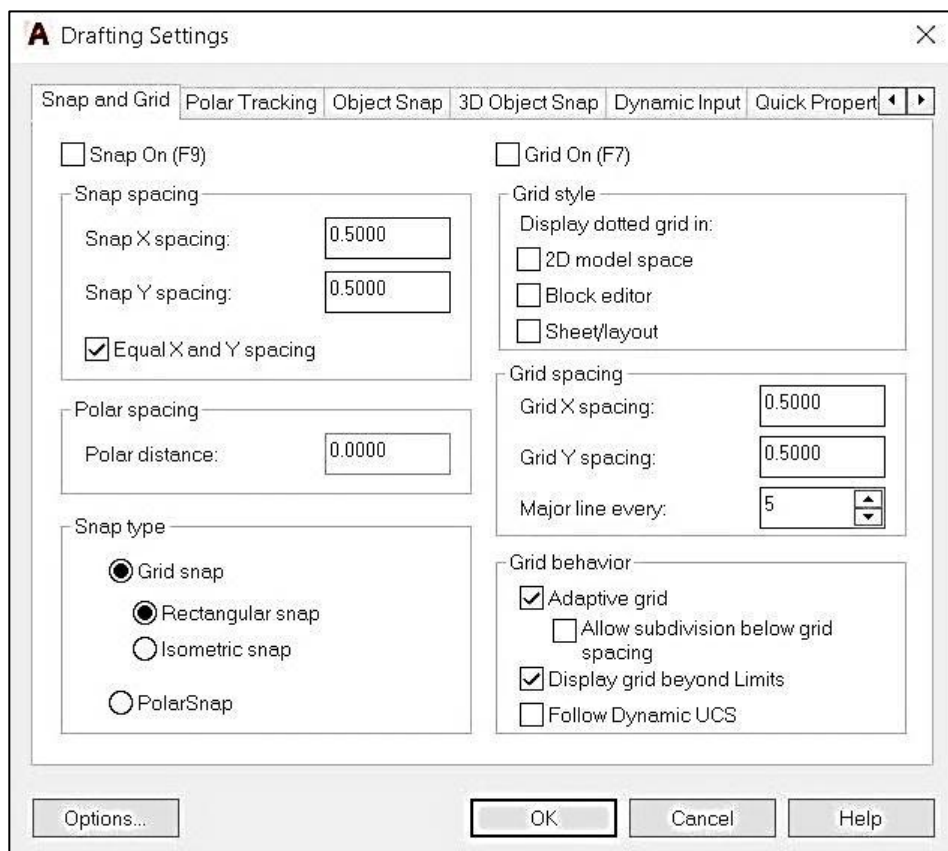 A Drafting Settings
Snap and Grid Polar Tracking Object Snap 3D Object Snap Dynamic Input Quick Propert
Snap On (F9)
Snap spacing
Snap X spacing: 0.5000
Snap Y spacing: 0.5000
Equal X and Y spacing
Polar spacing
Polar distance: 0.0000
Snap type
Grid snap
Rectangular snap
Isometric snap
PolarSnap
Grid On (F7)
Grid style
Display dotted grid in:
2D model space
Block editor
Sheet/layout
Grid spacing
Grid X spacing: 0.5000
Grid Y spacing: 0.5000
Major line every: 5
Grid behavior
Adaptive grid
Allow subdivision below grid
spacing
Display grid beyond Limits
Follow Dynamic UCS
Options... OK Cancel Help